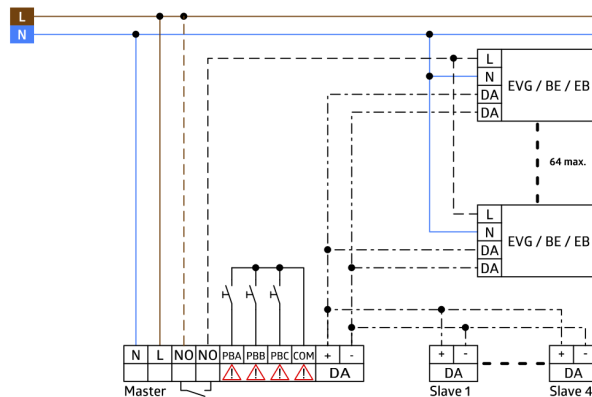 L
N
L
N EVG / BE / EB
DA
DA
64 max.
L
N EVG / BE / EB
DA
DA
N L NO NO PBA PBB PBC COM + - + - + -
DA DA DA
Master Slave 1 Slave 4